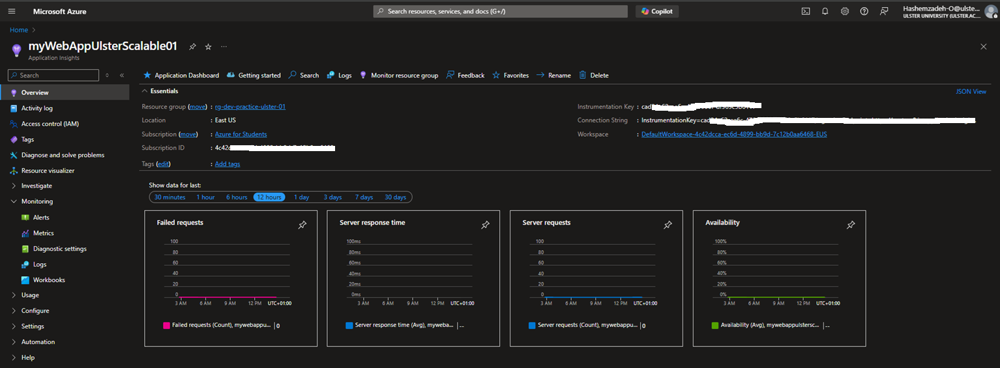 Microsoft Azure
Search resources, services, and docs (G+/)
Copilot
Hashemzadeh-O@ulste...
ULSTER UNIVERSITY (ULSTER.AC....
Home
myWebAppUlsterScalable01
Application Insights
Search
Overview
Activity log
Access control (IAM)
Tags
Diagnose and solve problems
Resource visualizer
Investigate
Monitoring
Alerts
Metrics
Diagnostic settings
Logs
Workbooks
Usage
Configure
Settings
Automation
Help
Application Dashboard Getting started Search Logs Monitor resource group Feedback Favorites Rename Delete
Essentials
JSON View
Resource group (move) : rg-dev-practice-ulster-01
Location : East US
Subscription (move) : Azure for Students
Subscription ID : 4c42
Tags (edit) : Add tags
Instrumentation Key :
Connection String : InstrumentationKey=
Workspace : DefaultWorkspace-4c42dcca-ec6d-4899-bb9d-7c12b0aa6468-EUS
Show data for last:
30 minutes 1 hour 6 hours 12 hours 1 day 3 days 7 days 30 days
Failed requests
100
80
60
40
20
0
3 AM 6 AM 9 AM 12 PM UTC+01:00
Failed requests (Count), mywebappu... | 0
Server response time
100ms
80ms
60ms
40ms
20ms
0ms
3 AM 6 AM 9 AM 12 PM UTC+01:00
Server response time (Avg), myweba... | --
Server requests
100
80
60
40
20
0
3 AM 6 AM 9 AM 12 PM UTC+01:00
Server requests (Count), mywebappu... | 0
Availability
100%
80%
60%
40%
20%
0%
3 AM 6 AM 9 AM 12 PM UTC+01:00
Availability (Avg), mywebappulstersc... | --